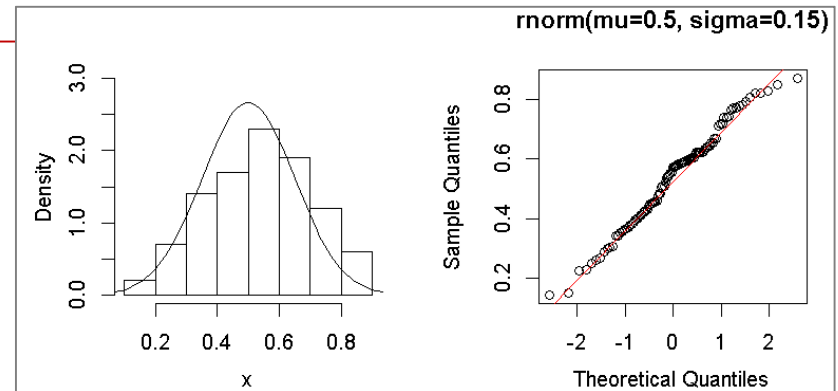 rnorm(mu=0.5, sigma=0.15)
Density
0.0 1.0 2.0 3.0
0.2 0.4 0.6 0.8
x
Sample Quantiles
0.2 0.4 0.6 0.8
-2 -1 0 1 2
Theoretical Quantiles